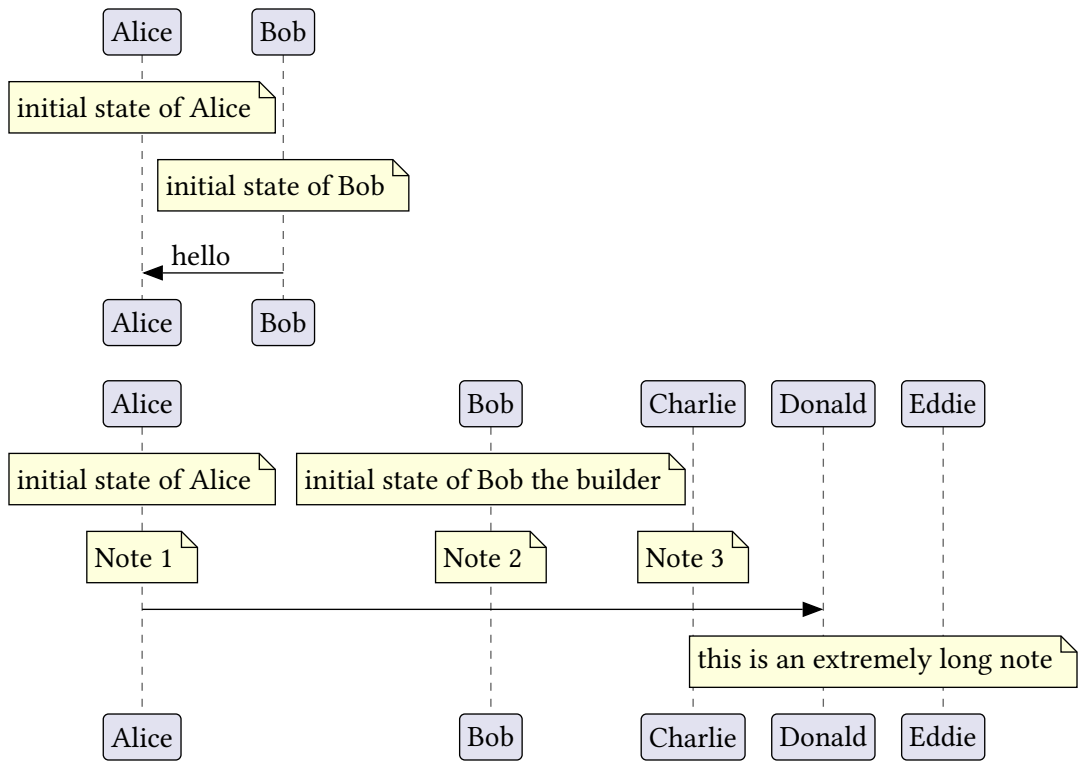 Alice Bob
initial state of Alice
initial state of Bob
hello
Alice Bob
Alice Bob Charlie Donald Eddie
initial state of Alice initial state of Bob the builder
Note 1 Note 2 Note 3
this is an extremely long note
Alice Bob Charlie Donald Eddie